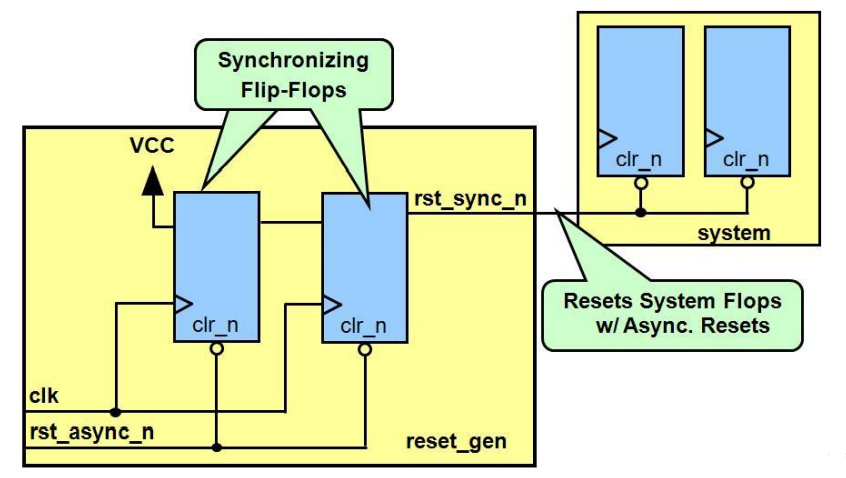 Synchronizing
Flip-Flops
VCC
clr_n
clr_n
rst_sync_n
clr_n
clr_n
system
Resets System Flops
w/ Async. Resets
clk
rst_async_n
reset_gen